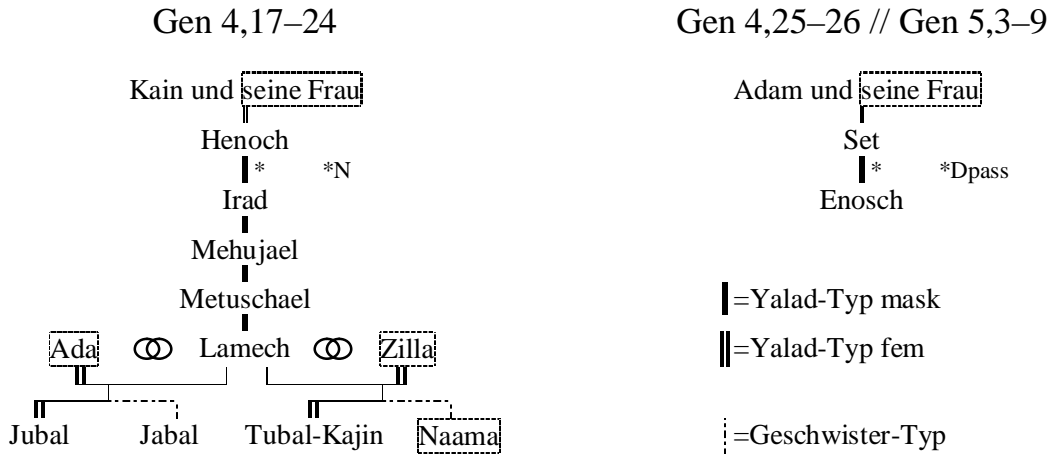 Gen 4,17–24
Gen 4,25–26 // Gen 5,3–9
Kain und seine Frau
Adam und seine Frau
Henoch
Set
* *N
* *Dpass
Irad
Enosch
Mehujael
Metuschael
=Yalad-Typ mask
Ada Lamech Zilla
=Yalad-Typ fem
Jubal Jabal Tubal-Kajin Naama
=Geschwister-Typ